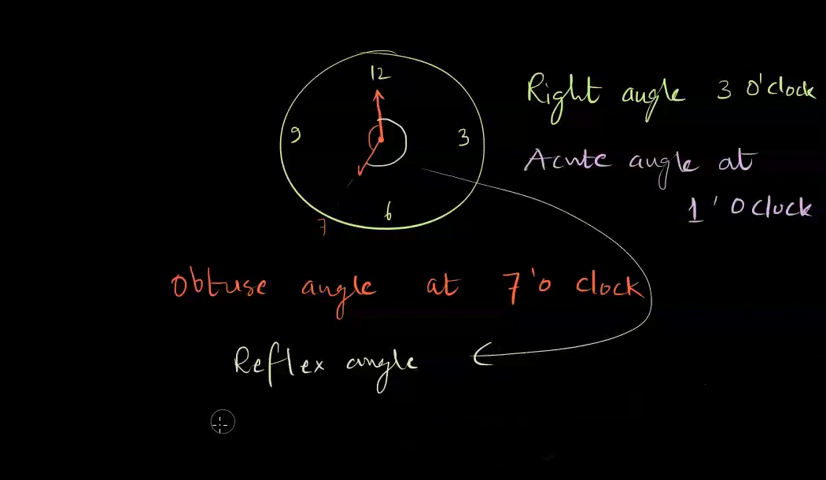 12
9
3
6
7
Right angle 3 O'clock
Acute angle at
1 'O clock
Obtuse angle at 7 'o clock
Reflex angle